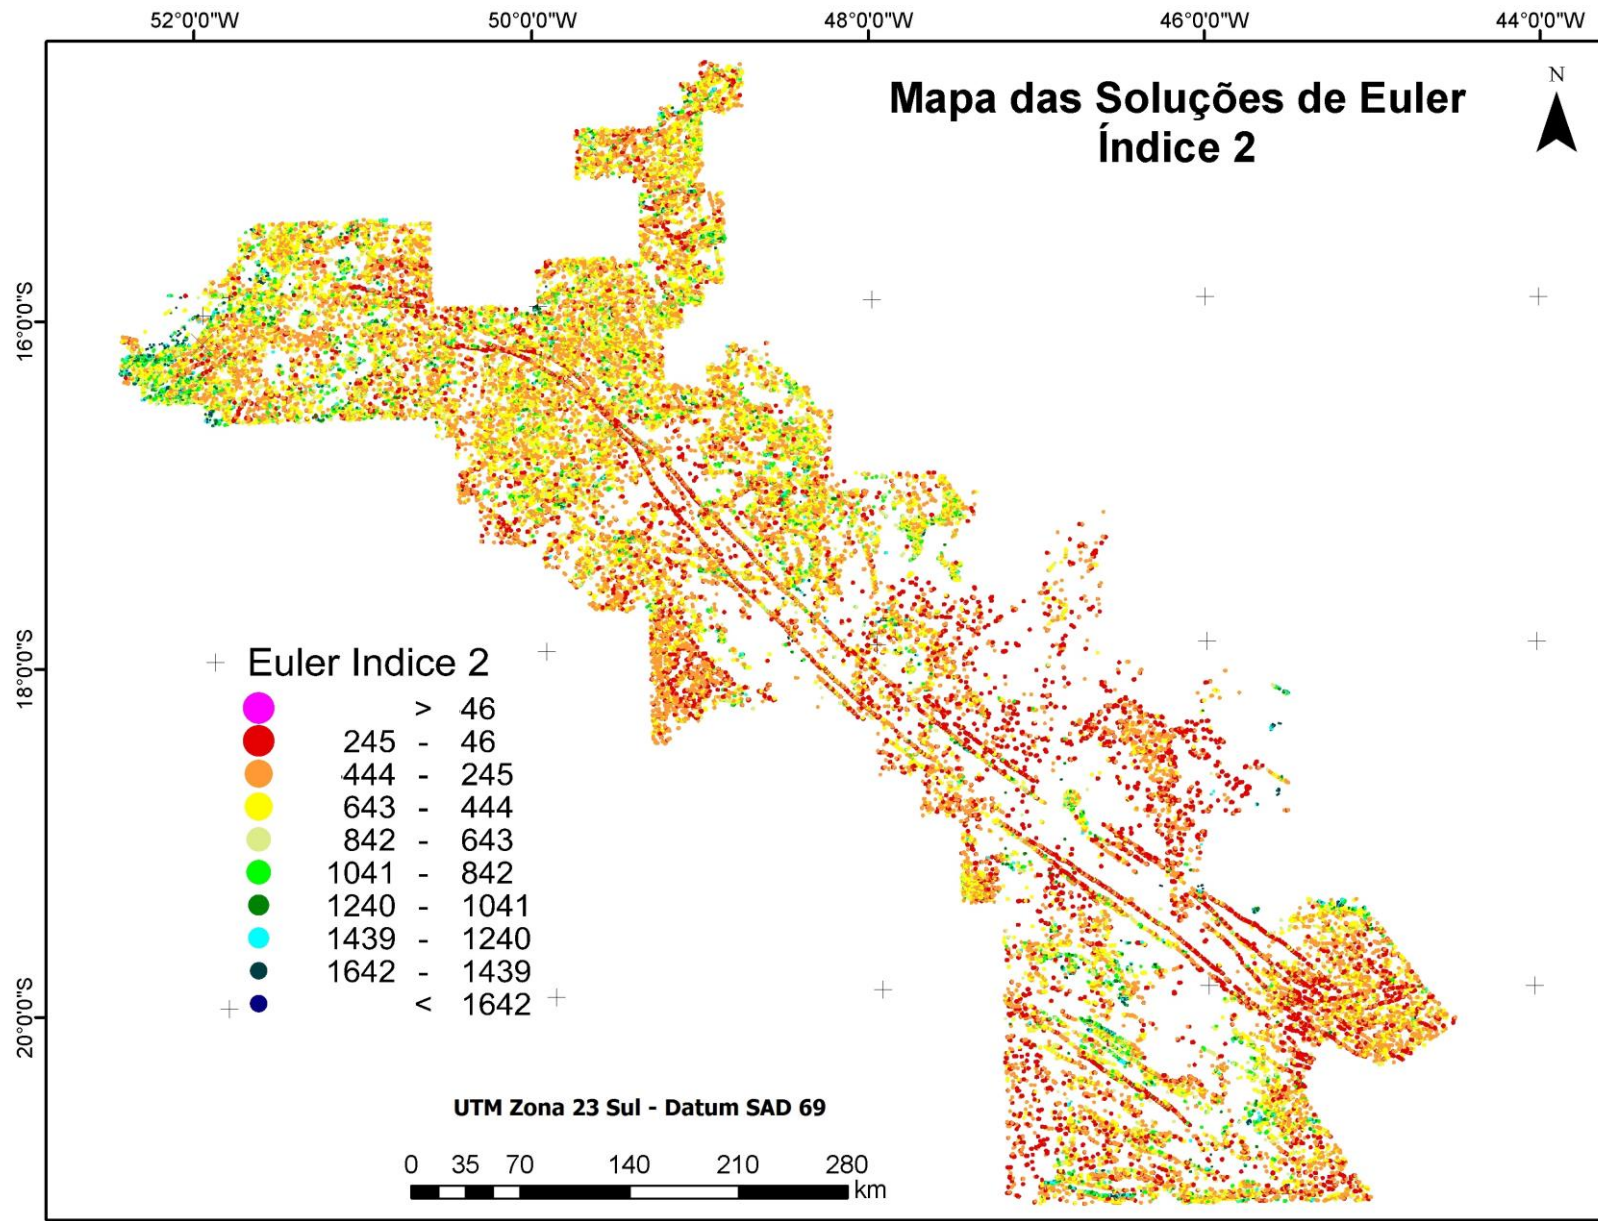 52°0'0"W 50°0'0"W 48°0'0"W 46°0'0"W 44°0'0"W
Mapa das Soluções de Euler
Índice 2
N
16°0'0"S
18°0'0"S
20°0'0"S
Euler Indice 2
> 46
245 - 46
444 - 245
643 - 444
842 - 643
1041 - 842
1240 - 1041
1439 - 1240
1642 - 1439
< 1642
UTM Zona 23 Sul - Datum SAD 69
0 35 70 140 210 280
km